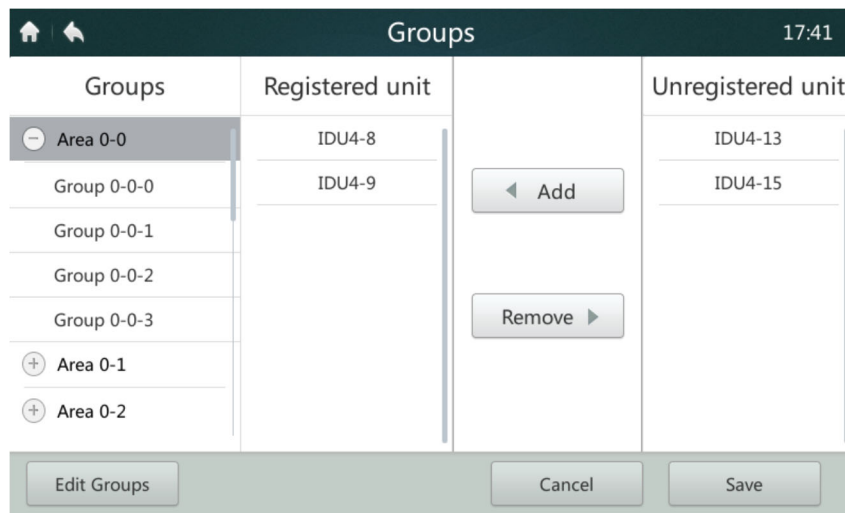 Groups 17:41
Groups
Registered unit
Unregistered unit
Area 0-0
Group 0-0-0
Group 0-0-1
Group 0-0-2
Group 0-0-3
Area 0-1
Area 0-2
IDU4-8
IDU4-9
Add
Remove
IDU4-13
IDU4-15
Edit Groups
Cancel
Save